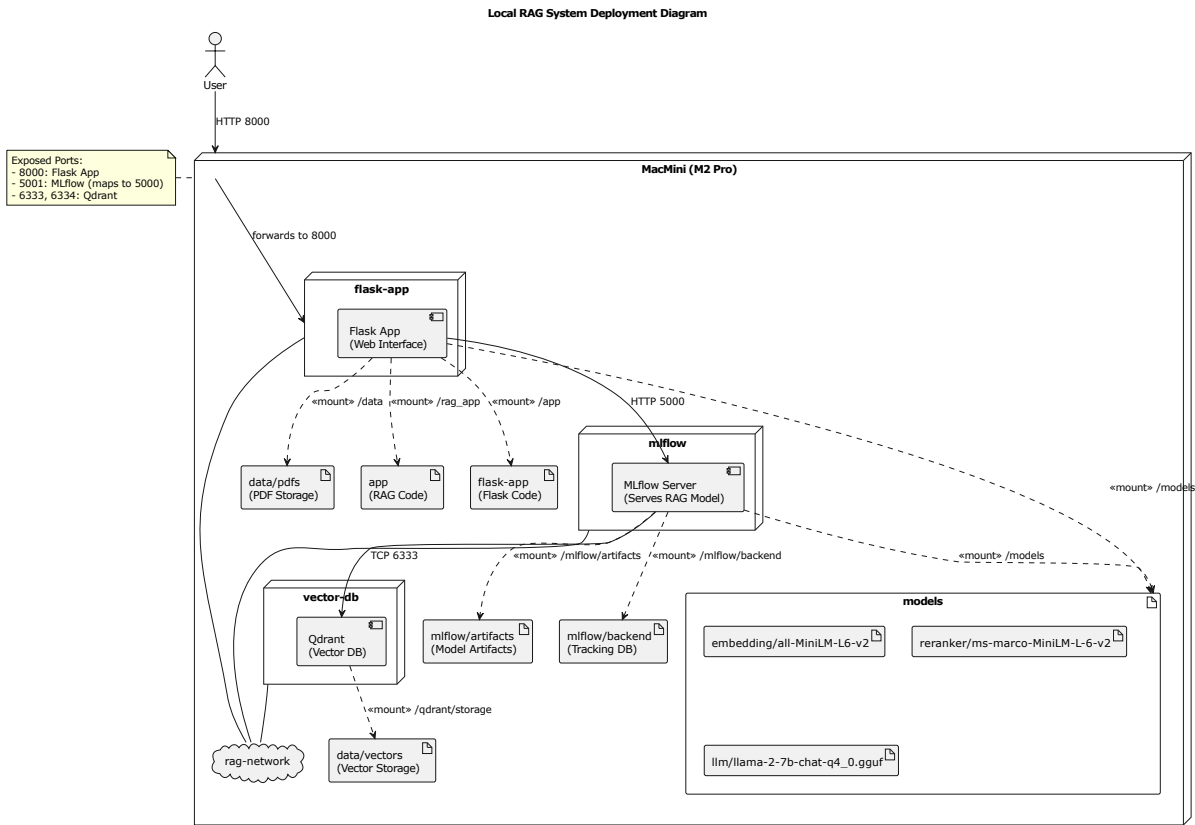 Local RAG System Deployment Diagram
User
HTTP 8000
Exposed Ports:
- 8000: Flask App
- 5001: MLflow (maps to 5000)
- 6333, 6334: Qdrant
MacMini (M2 Pro)
forwards to 8000
flask-app
Flask App
(Web Interface)
«mount» /data
«mount» /rag_app
«mount» /app
HTTP 5000
mlflow
data/pdfs
(PDF Storage)
app
(RAG Code)
flask-app
(Flask Code)
MLflow Server
(Serves RAG Model)
«mount» /models
TCP 6333
«mount» /mlflow/artifacts
«mount» /mlflow/backend
«mount» /models
vector-db
Qdrant
(Vector DB)
mlflow/artifacts
(Model Artifacts)
mlflow/backend
(Tracking DB)
models
embedding/all-MiniLM-L6-v2
reranker/ms-marco-MiniLM-L-6-v2
«mount» /qdrant/storage
rag-network
data/vectors
(Vector Storage)
llm/llama-2-7b-chat-q4_0.gguf